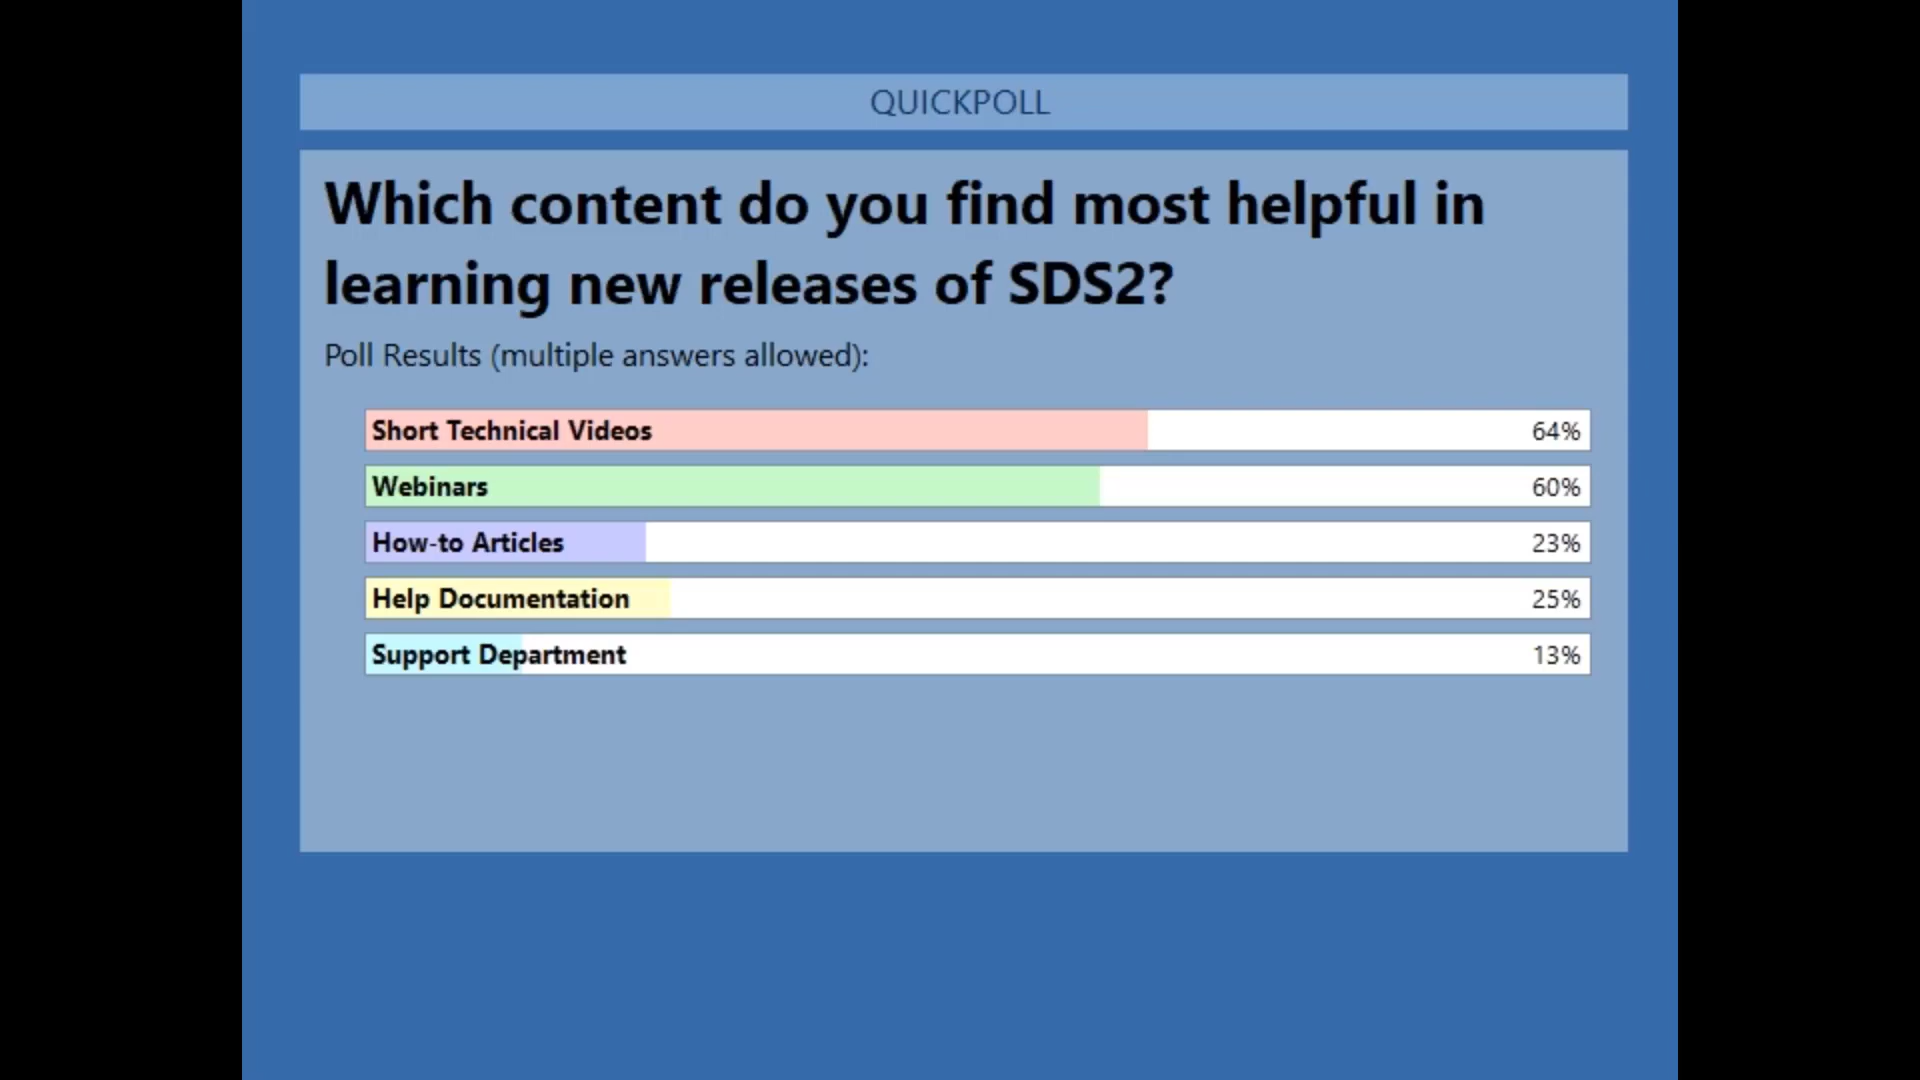 QUICKPOLL
Which content do you find most helpful in
learning new releases of SDS2?
Poll Results (multiple answers allowed):
Short Technical Videos 64%
Webinars 60%
How-to Articles 23%
Help Documentation 25%
Support Department 13%